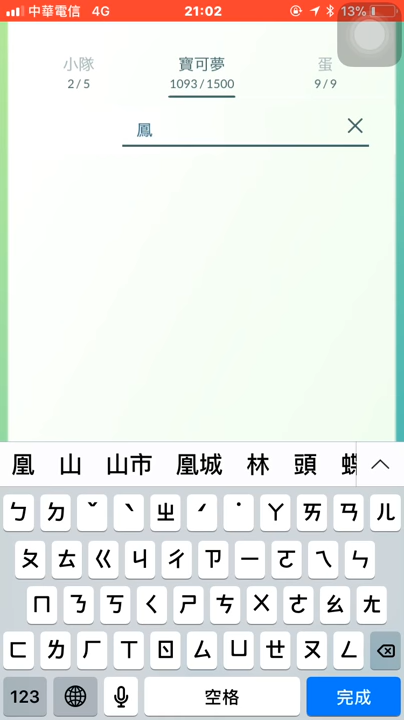 中華電信 4G 21:02 13%
小隊 寶可夢 蛋
2/5 1093/1500 9/9
鳳
凰 山 山市 凰城 林 頭 蝶
ㄅ ㄉ ˇ ˋ ㄓ ˊ ˙ ㄚ ㄞ ㄢ ㄦ
ㄆ ㄊ ㄍ ㄐ ㄔ ㄗ ㄧ ㄛ ㄟ ㄣ
ㄇ ㄋ ㄎ ㄑ ㄕ ㄘ ㄨ ㄜ ㄠ ㄤ
ㄈ ㄌ ㄏ ㄒ ㄖ ㄙ ㄩ ㄝ ㄡ ㄥ
123 空格 完成